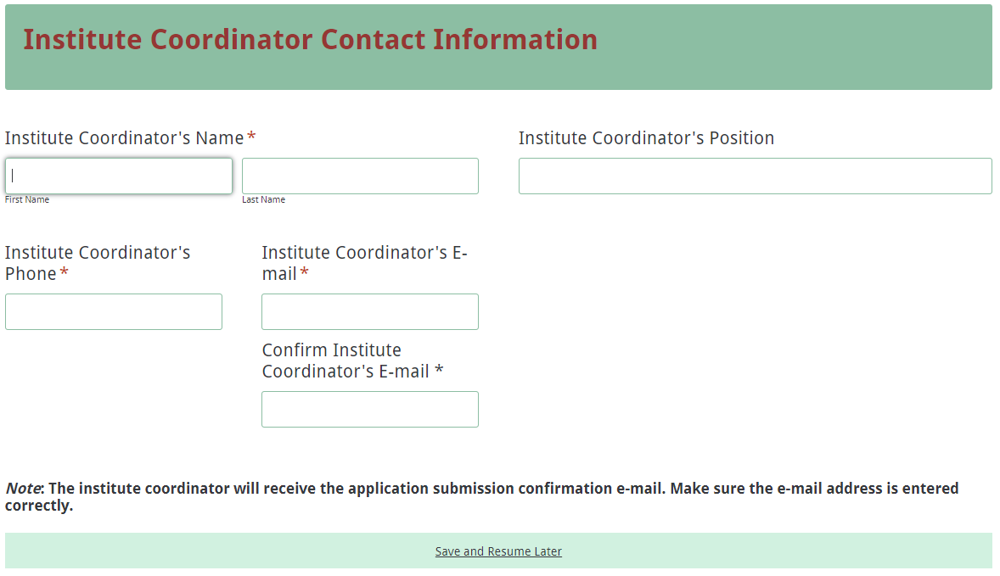 Institute Coordinator Contact Information
Institute Coordinator's Name*
First Name
Last Name
Institute Coordinator's Position
Institute Coordinator's
Phone*
Institute Coordinator's E-
mail*
Confirm Institute
Coordinator's E-mail *
Note: The institute coordinator will receive the application submission confirmation e-mail. Make sure the e-mail address is entered
correctly.
Save and Resume Later